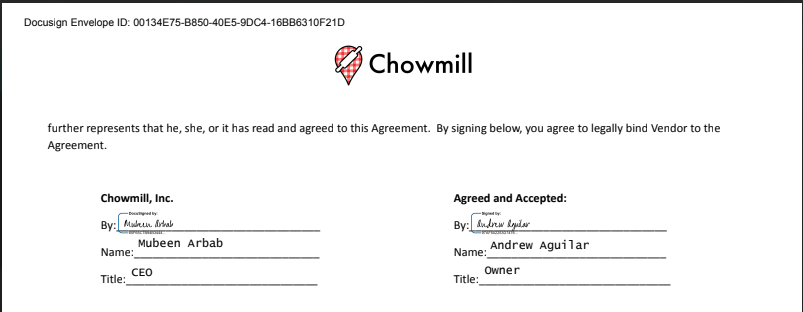 Docusign Envelope ID: 00134E75-B850-40E5-9DC4-16BB6310F21D
Chowmill
further represents that he, she, or it has read and agreed to this Agreement. By signing below, you agree to legally bind Vendor to the
Agreement.
Chowmill, Inc.
DocuSigned by:
By: Mubeen Arbab
Name: Mubeen Arbab
Title: CEO
Agreed and Accepted:
Signed by:
By: Andrew Aguilar
Name: Andrew Aguilar
Title: Owner